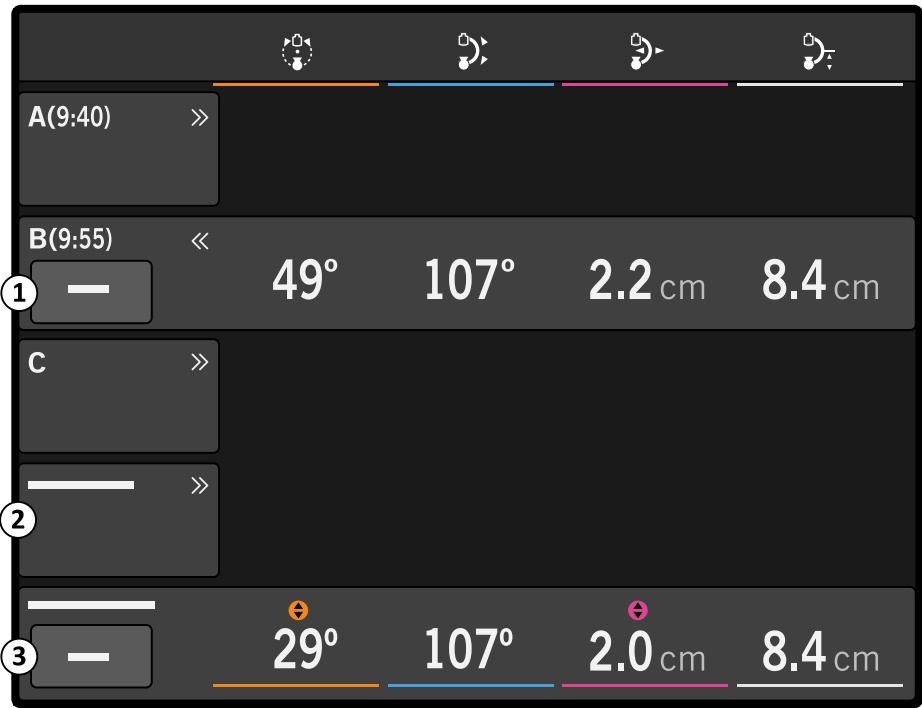 A(9:40) »
B(9:55) «
1
49° 107° 2.2 cm 8.4 cm
C »
»
2
3
29° 107° 2.0 cm 8.4 cm